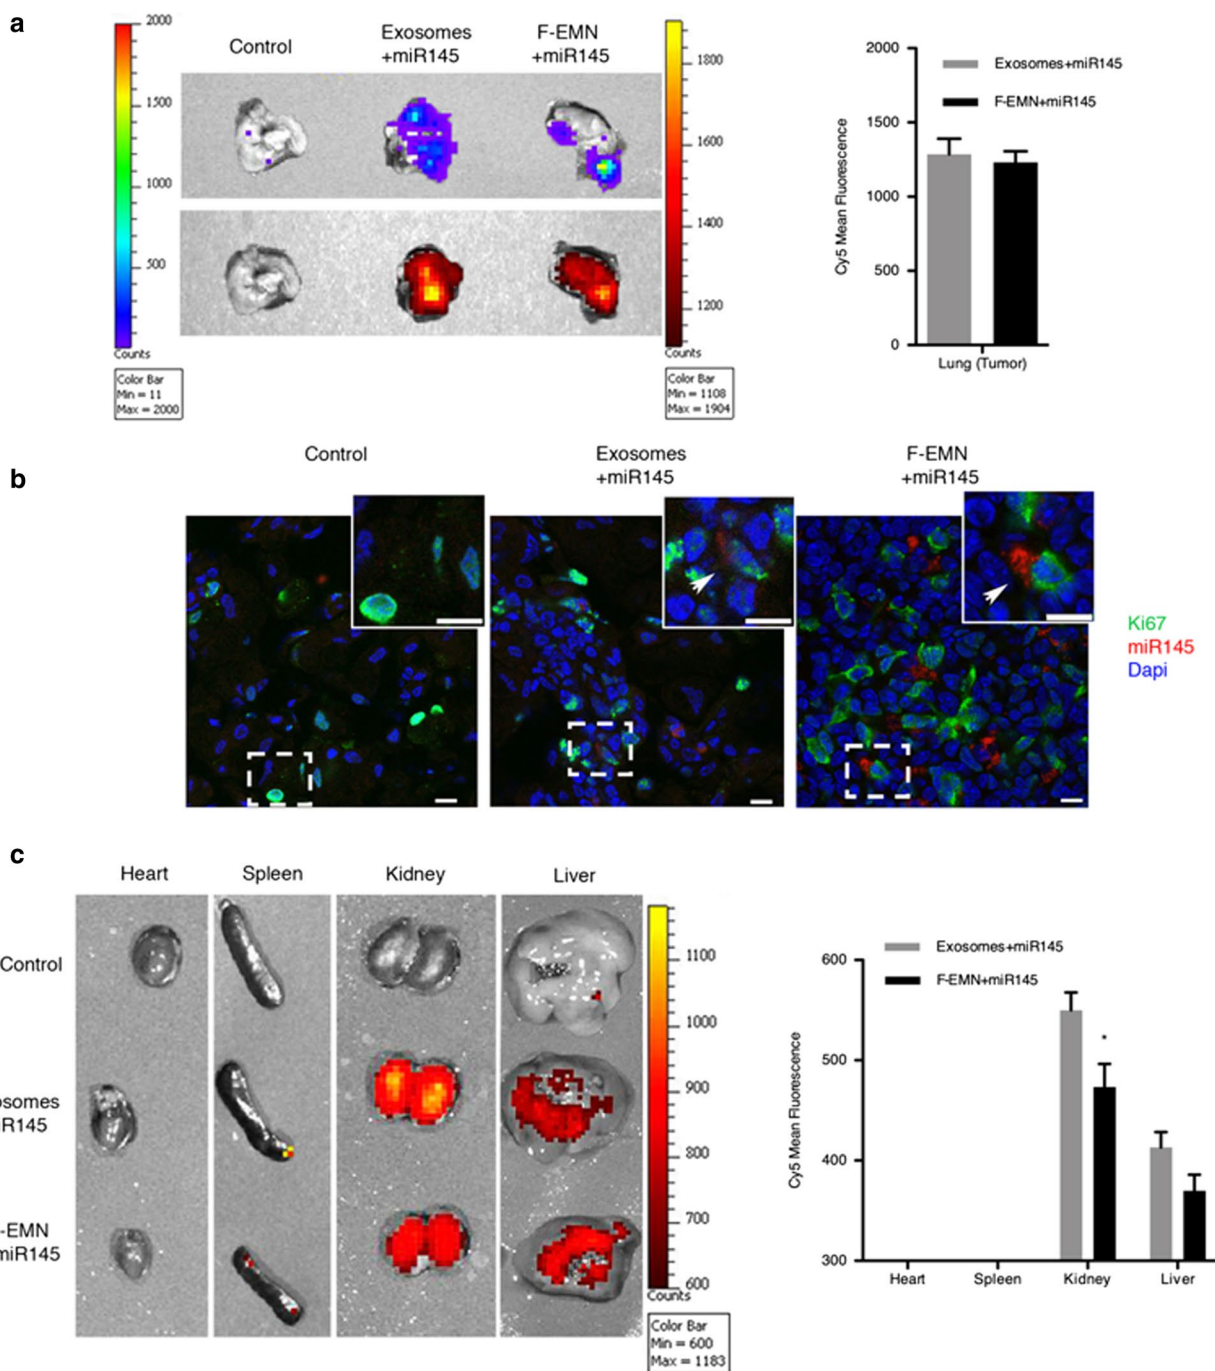 a
Control
Exosomes
+miR145
F-EMN
+miR145
2000
1500
1000
500
Counts
Color Bar
Min = 11
Max = 2000
1800
1600
1400
1200
Counts
Color Bar
Min = 1108
Max = 1904
Cy5 Mean Fluorescence
2000
1500
1000
500
0
Exosomes+miR145
F-EMN+miR145
Lung (Tumor)
b
Control
Exosomes
+miR145
F-EMN
+miR145
Ki67
miR145
Dapi
c
Heart
Spleen
Kidney
Liver
Control
osomes
iR145
-EMN
miR145
1100
1000
900
800
700
600
Counts
Color Bar
Min = 600
Max = 1183
Cy5 Mean Fluorescence
600
500
400
300
Exosomes+miR145
F-EMN+miR145
*
Heart
Spleen
Kidney
Liver